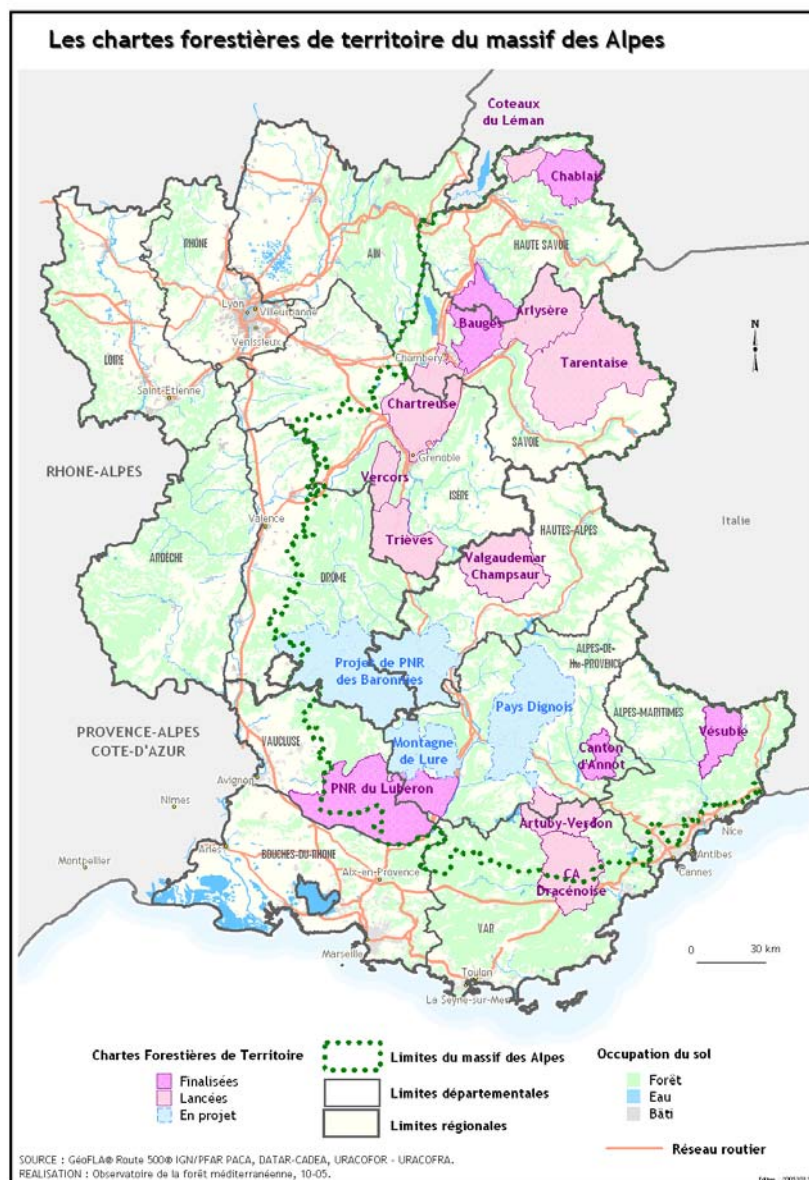 Les chartes forestières de territoire du massif des Alpes
Coteaux
du Léman
Chablais
HAUTE SAVOIE
RHÔNE
AIN
Lyon
Villeurbanne
Venissieux
LOIRE
Saint-Etienne
Bauges
Arlysère
Tarentaise
Chambery
Chartreuse
SAVOIE
N
RHONE-ALPES
Grenoble
Vercors
ISÈRE
Valence
Trièves
HAUTES-ALPES
Italie
ARDECHE
DRÔME
Valgaudemar
Champsaur
Projet de PNR
des Baronnies
ALPES-DE-
Hte-PROVENCE
Pays Dignois
ALPES-MARITIMES
PROVENCE-ALPES
COTE-D'AZUR
VAUCLUSE
Montagne
de Lure
Vésubie
Canton
d'Annot
Avignon
PNR du Luberon
Nimes
Artuby-Verdon
Nice
Antibes
Cannes
Montpellier
Arles
BOUCHES-DU-RHONE
Aix-en-Provence
CA
Dracénoise
VAR
Marseille
Toulon
La Seyne-sur-Mer
0 30 km
Chartes Forestières de Territoire
Finalisées
Lancées
En projet
Limites du massif des Alpes
Limites départementales
Limites régionales
Occupation du sol
Forêt
Eau
Bâti
Réseau routier
SOURCE : GéoFLA® Route 500® IGN/PFAR PACA, DATAR-CADEA, URACOFOR - URACOFRA.
REALISATION : Observatoire de la forêt méditerranéenne, 10-05.